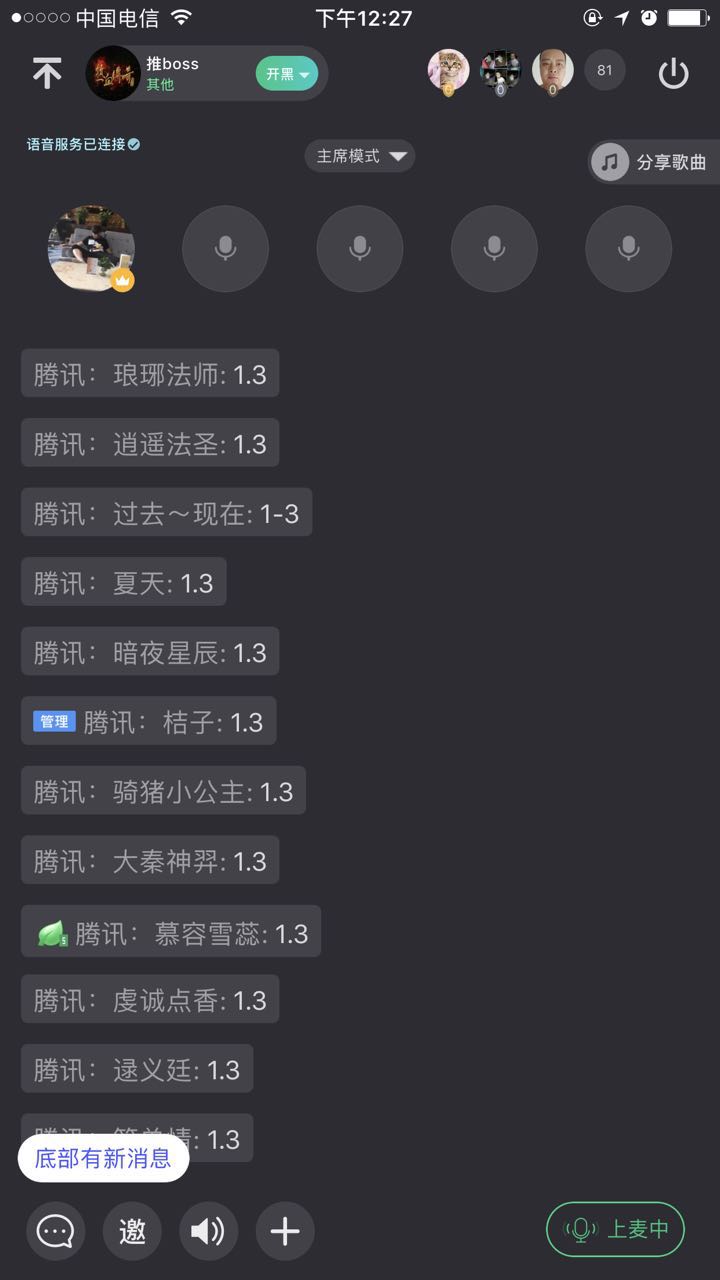 中国电信
下午12:27
推boss
其他
开黑
0
0
0
81
语音服务已连接
主席模式
分享歌曲
腾讯：琅琊法师: 1.3
腾讯：逍遥法圣: 1.3
腾讯：过去～现在: 1-3
腾讯：夏天: 1.3
腾讯：暗夜星辰: 1.3
管理 腾讯：桔子: 1.3
腾讯：骑猪小公主: 1.3
腾讯：大秦神羿: 1.3
5 腾讯：慕容雪蕊: 1.3
腾讯：虔诚点香: 1.3
腾讯：逯义廷: 1.3
: 1.3
底部有新消息
邀
上麦中